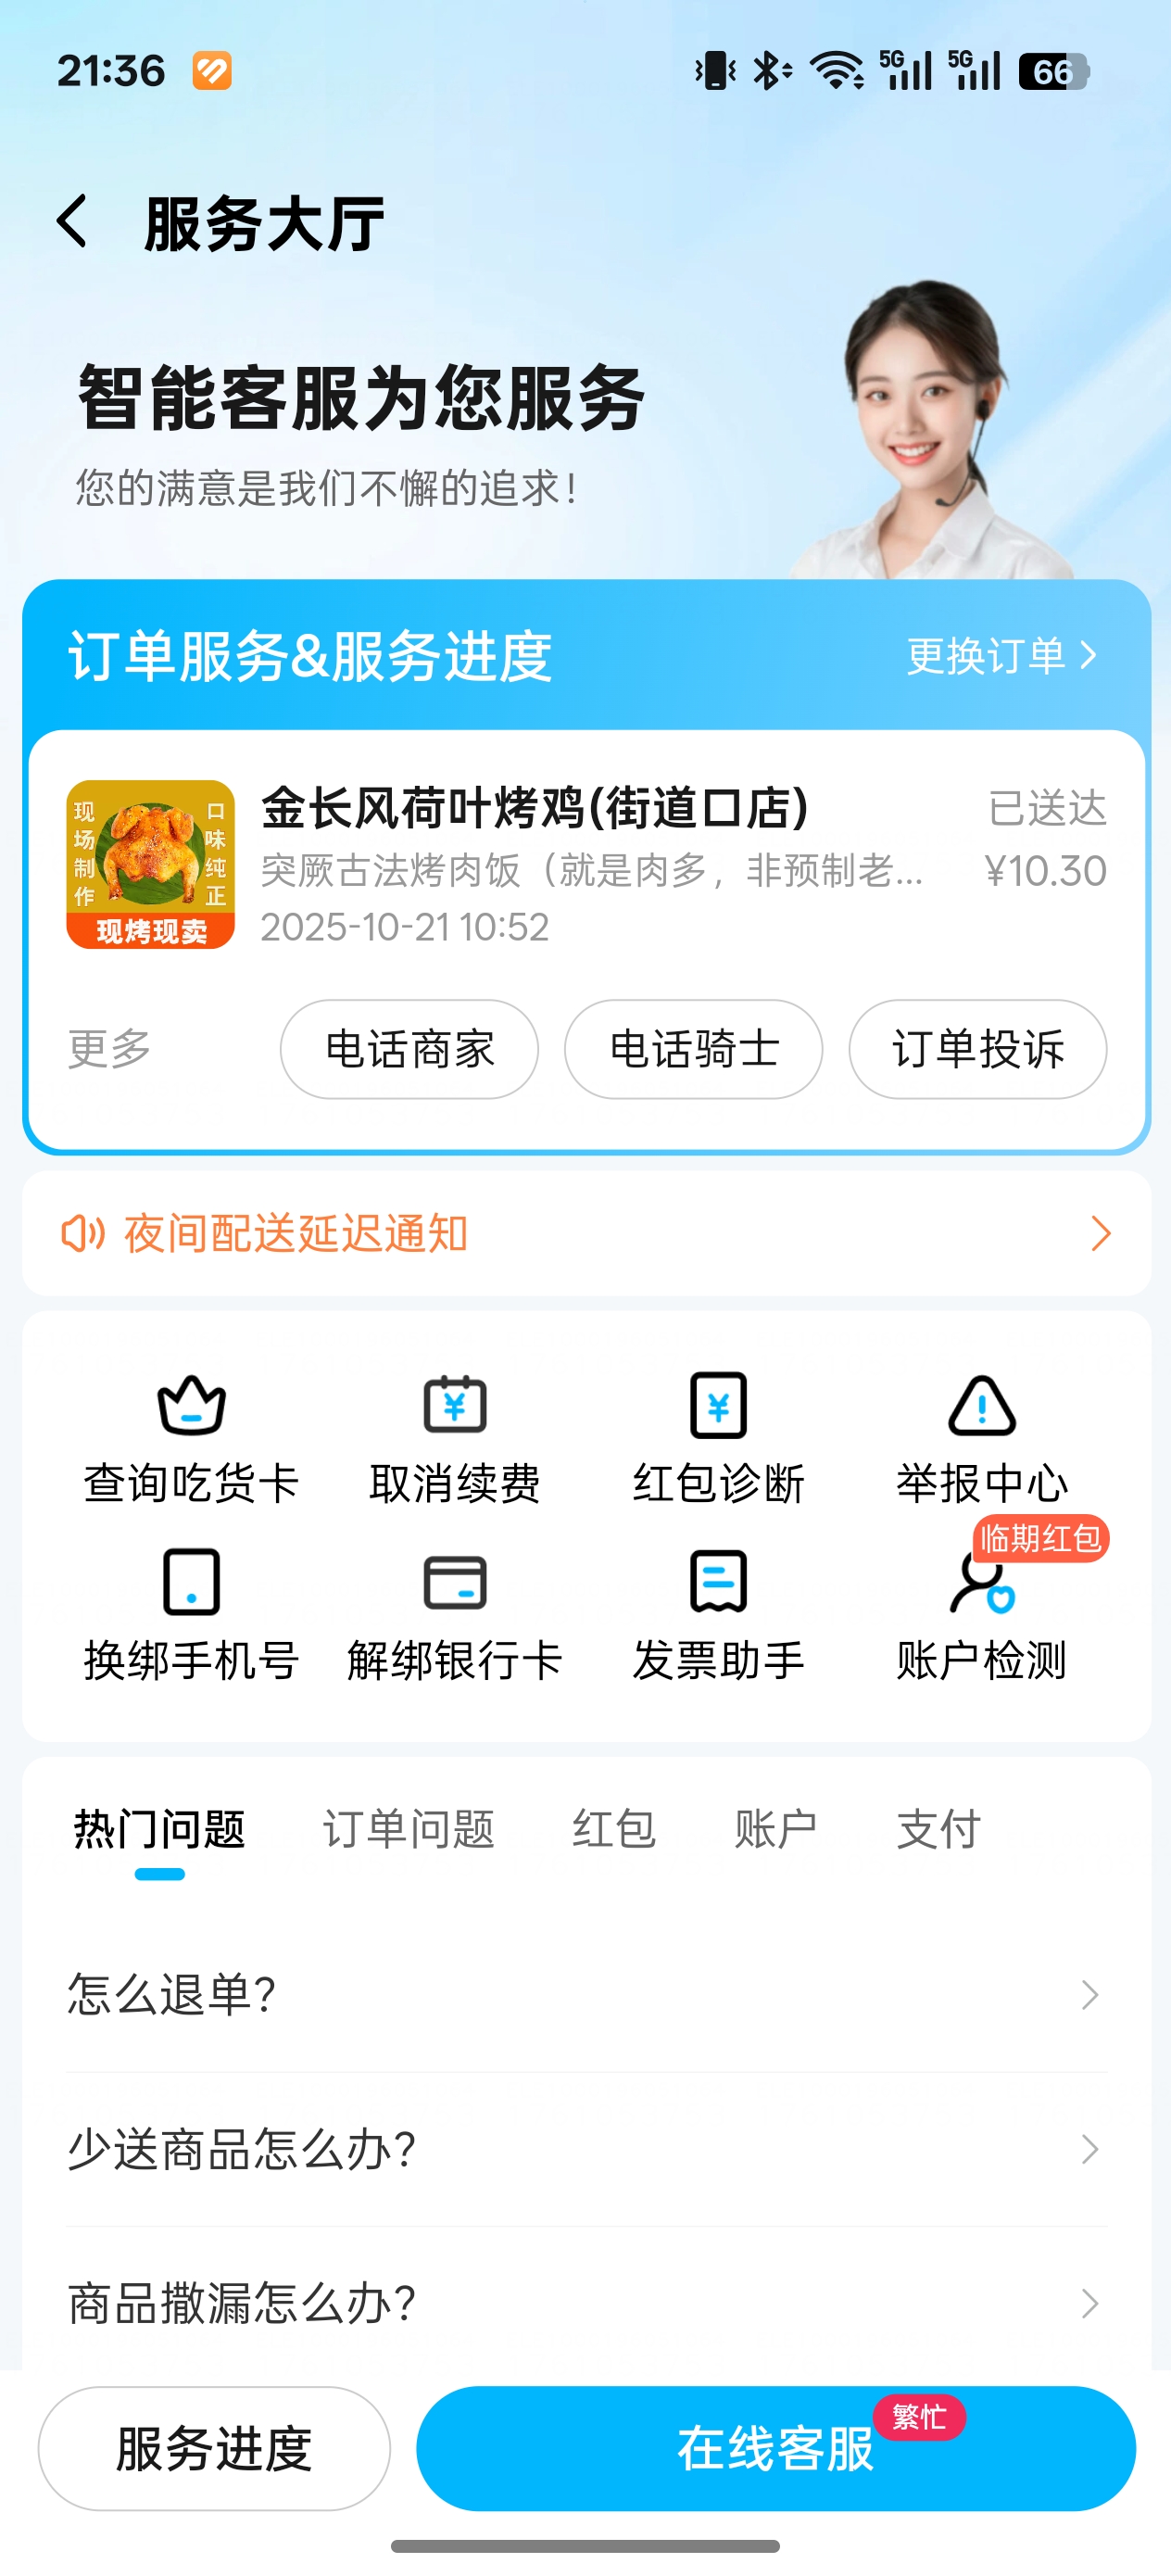 21:36
5G
5G
66
服务大厅
智能客服为您服务
您的满意是我们不懈的追求！
订单服务&服务进度
更换订单
现场制作
口味纯正
现烤现卖
金长风荷叶烤鸡(街道口店)
已送达
突厥古法烤肉饭（就是肉多，非预制老...
¥10.30
2025-10-21 10:52
更多
电话商家
电话骑士
订单投诉
夜间配送延迟通知
查询吃货卡
取消续费
红包诊断
举报中心
临期红包
换绑手机号
解绑银行卡
发票助手
账户检测
热门问题
订单问题
红包
账户
支付
怎么退单？
少送商品怎么办？
商品撒漏怎么办？
服务进度
在线客服
繁忙